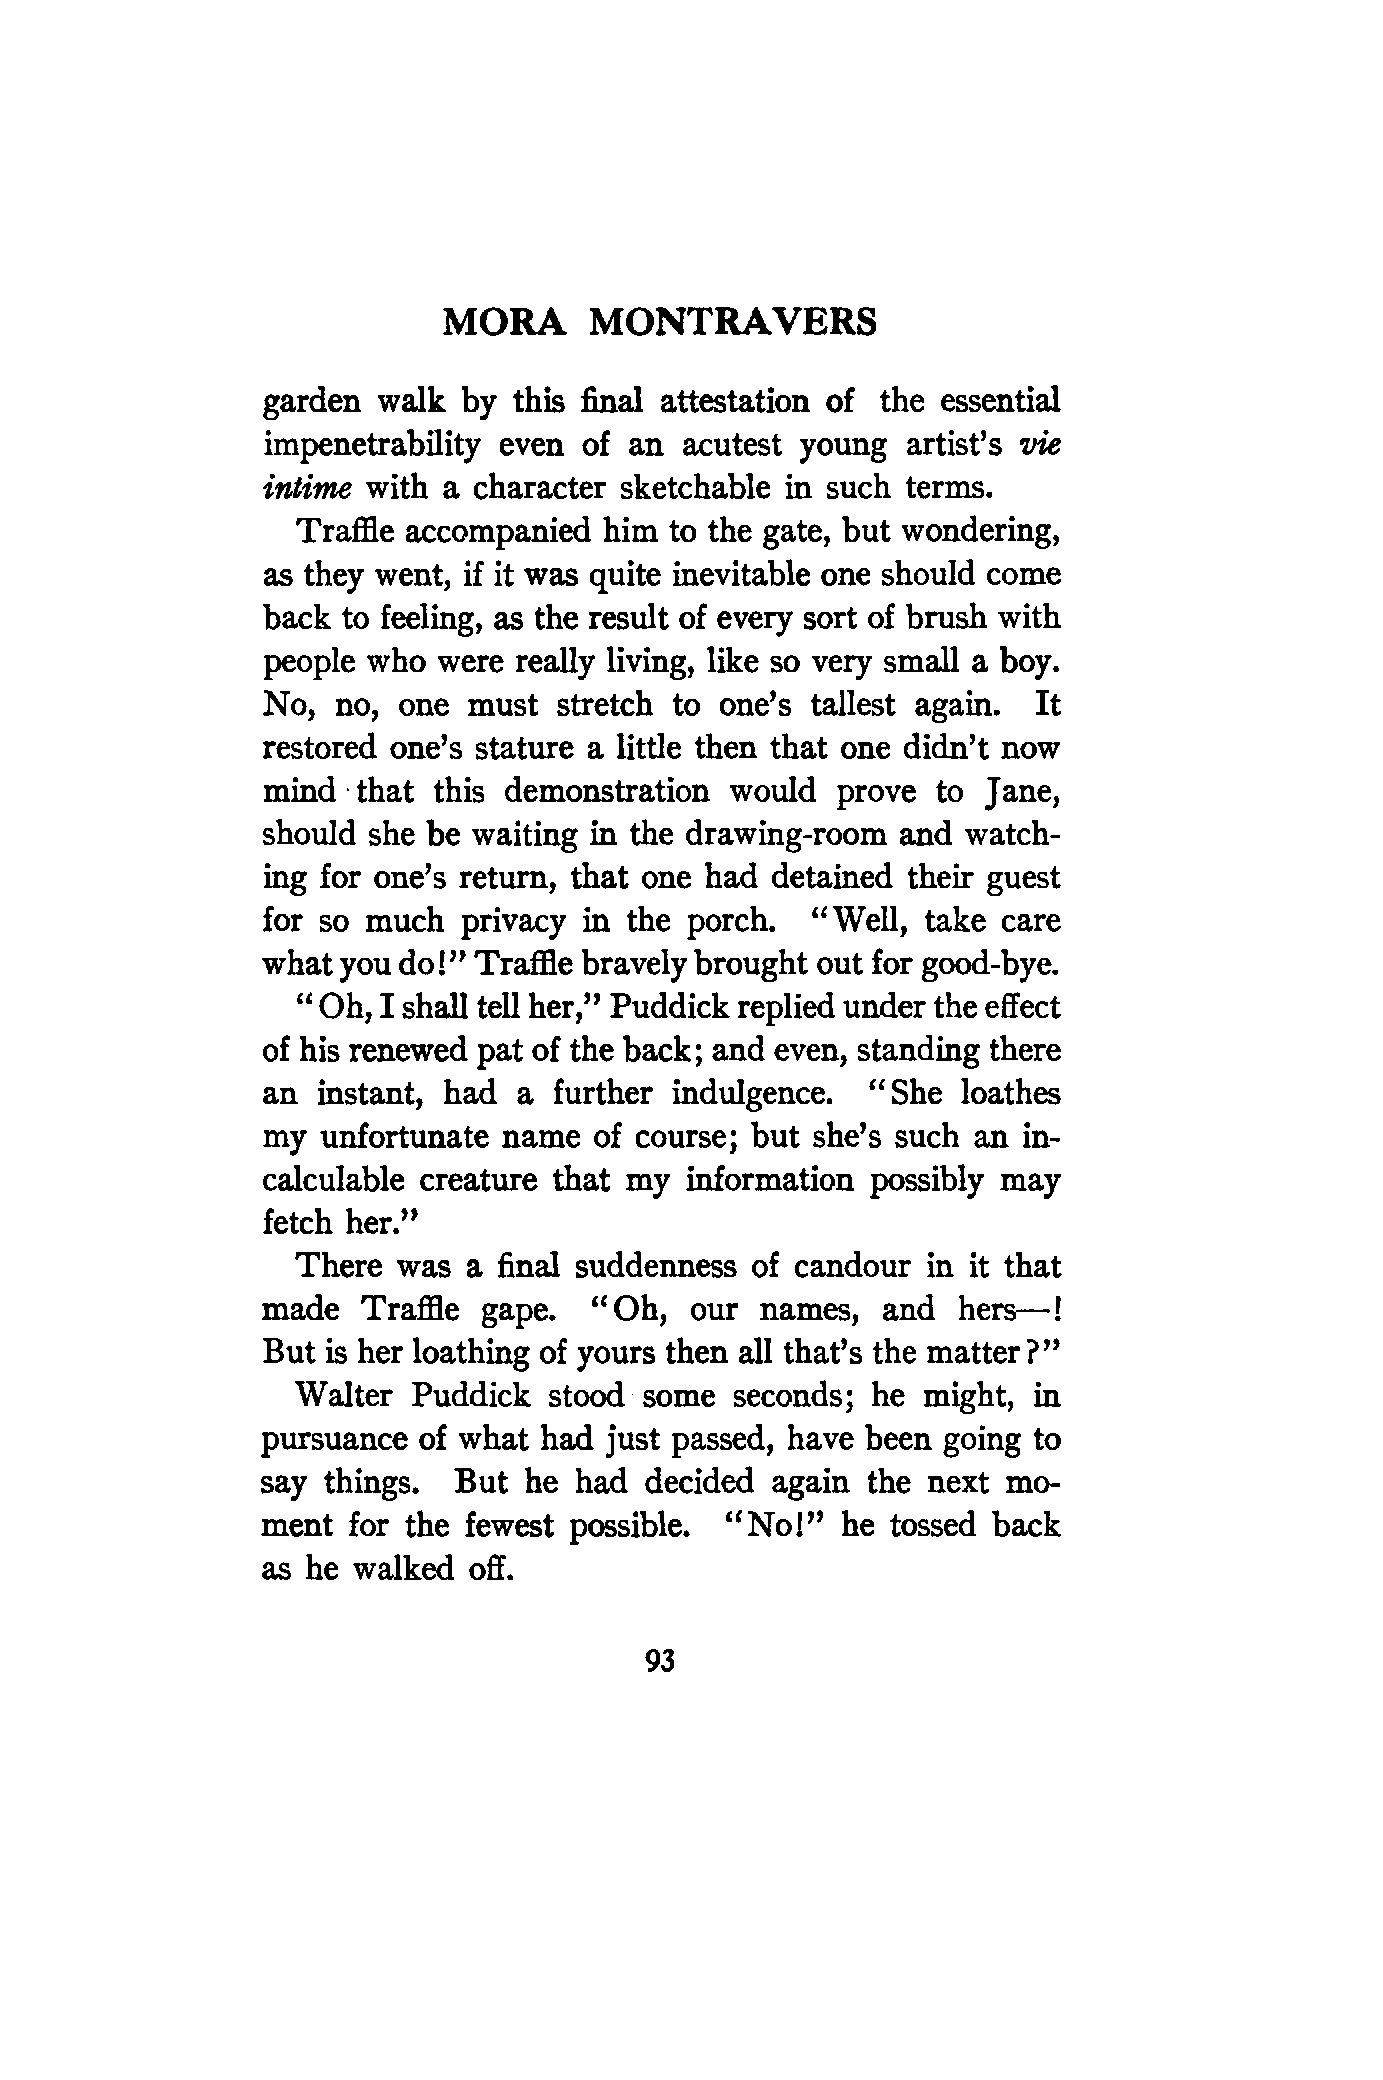 MORA MONTRAVERS
garden walk by this final attestation of the essential
impenetrability even of an acutest young artist's vie
intime with a character sketchable in such terms.
Traffle accompanied him to the gate, but wondering,
as they went, if it was quite inevitable one should come
back to feeling, as the result of every sort of brush with
people who were really living, like so very small a boy.
No, no, one must stretch to one's tallest again. It
restored one's stature a little then that one didn't now
mind that this demonstration would prove to Jane,
should she be waiting in the drawing-room and watch-
ing for one's return, that one had detained their guest
for so much privacy in the porch. "Well, take care
what you do!" Traffle bravely brought out for good-bye.
"Oh, I shall tell her," Puddick replied under the effect
of his renewed pat of the back; and even, standing there
an instant, had a further indulgence. "She loathes
my unfortunate name of course; but she's such an in-
calculable creature that my information possibly may
fetch her."
There was a final suddenness of candour in it that
made Traffle gape. "Oh, our names, and hers—!
But is her loathing of yours then all that's the matter?"
Walter Puddick stood some seconds; he might, in
pursuance of what had just passed, have been going to
say things. But he had decided again the next mo-
ment for the fewest possible. "No!" he tossed back
as he walked off.
93